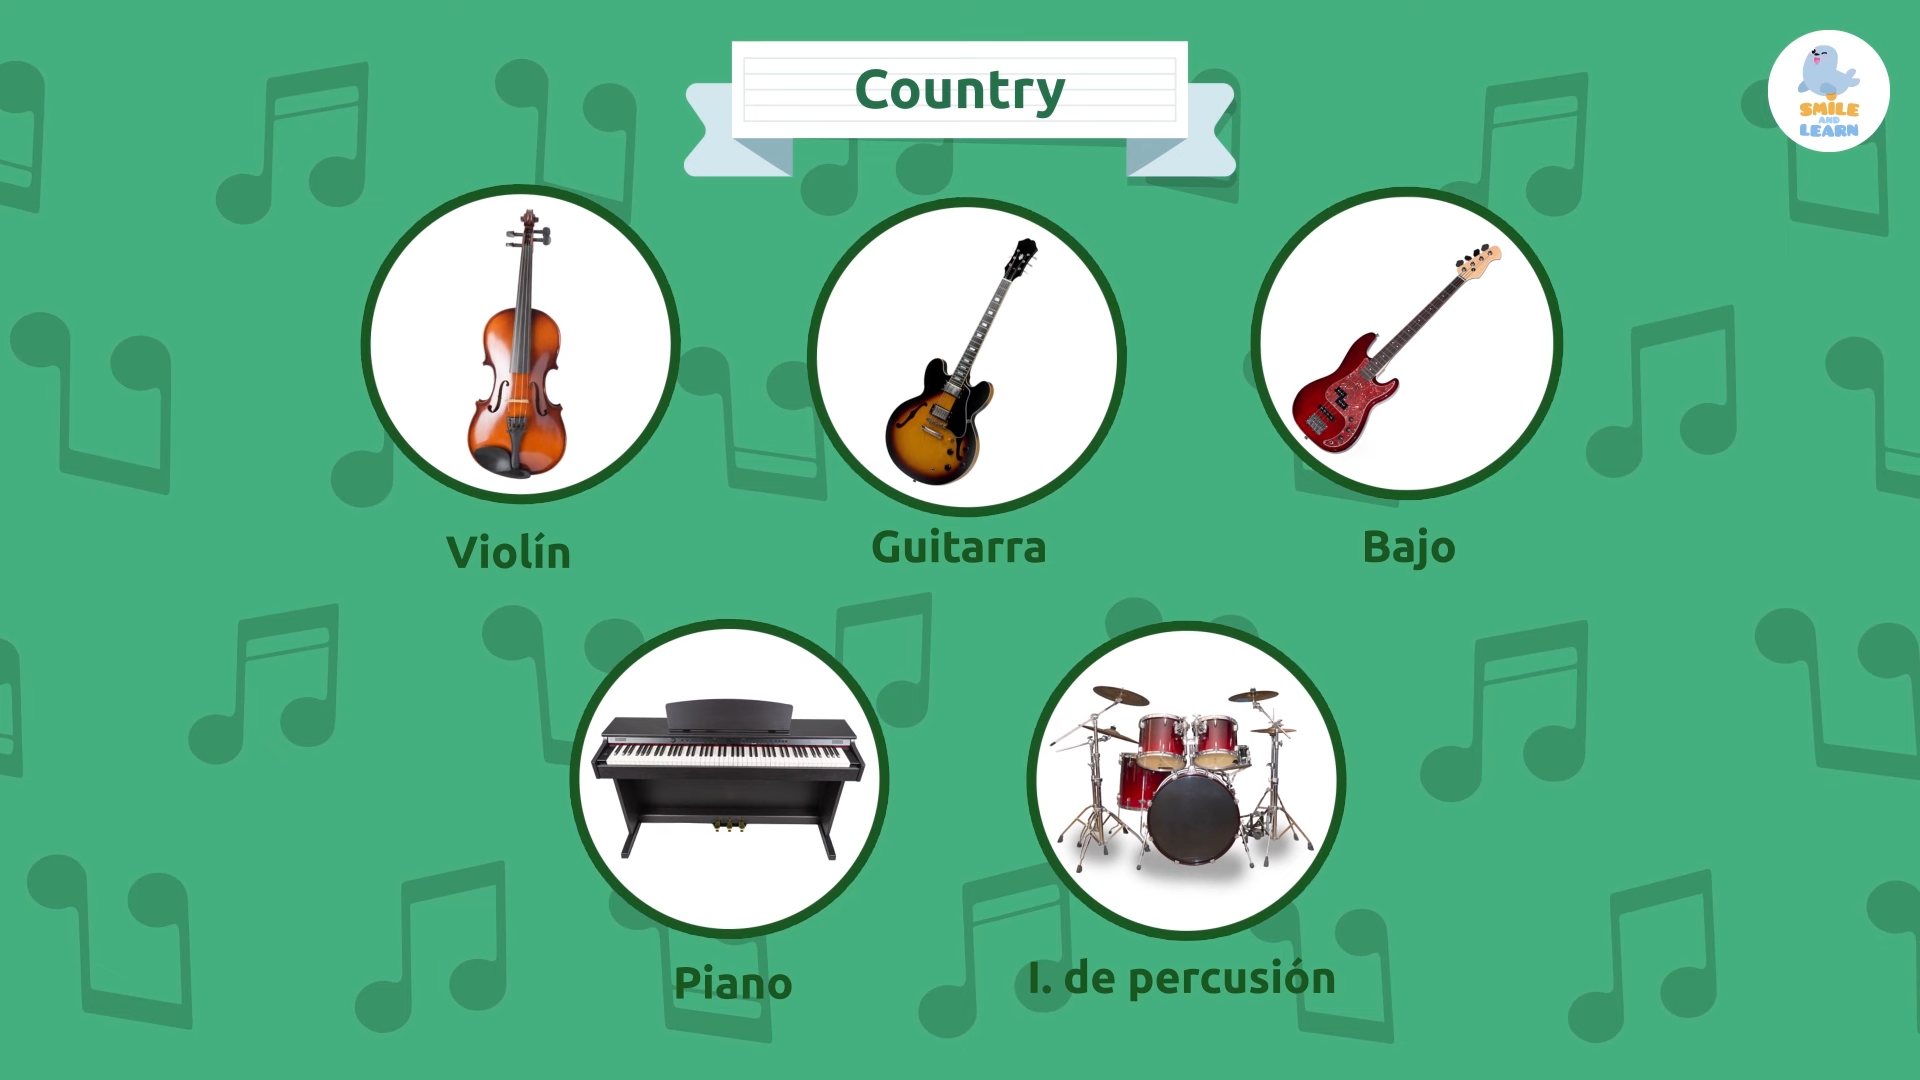 Country
SMILE
AND
LEARN
Violín
Guitarra
Bajo
Piano
I. de percusión